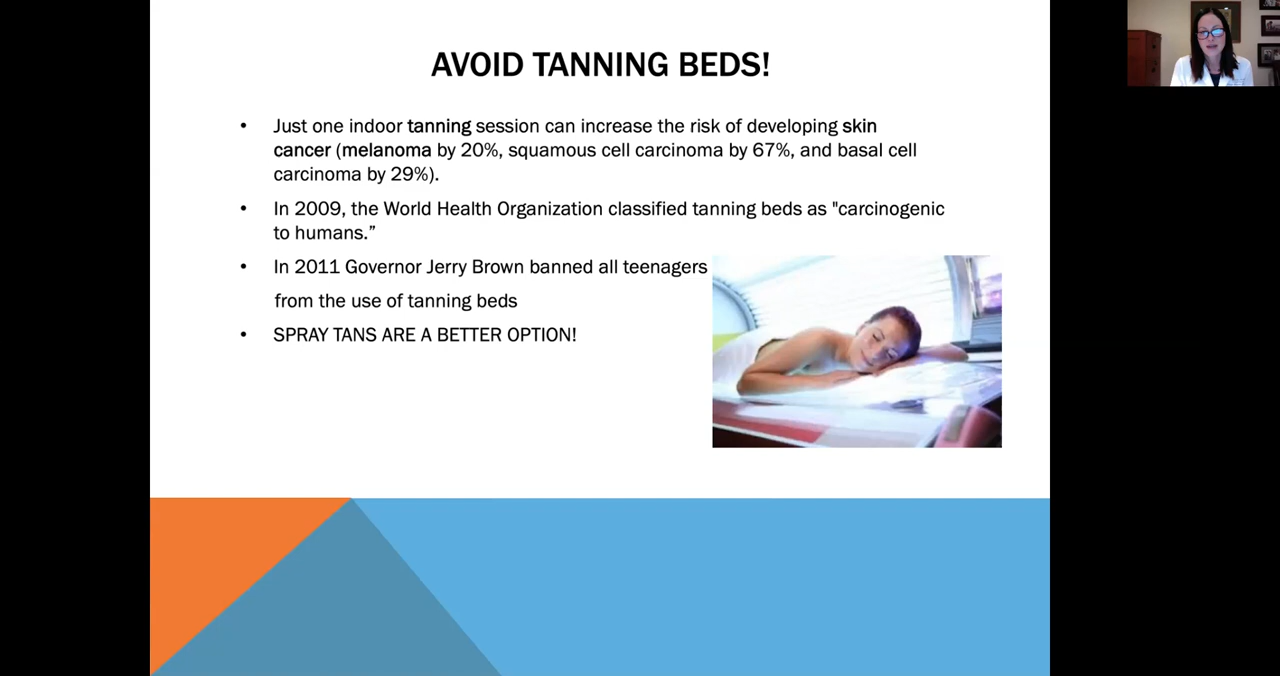 AVOID TANNING BEDS!
• Just one indoor tanning session can increase the risk of developing skin
cancer (melanoma by 20%, squamous cell carcinoma by 67%, and basal cell
carcinoma by 29%).
• In 2009, the World Health Organization classified tanning beds as "carcinogenic
to humans.”
• In 2011 Governor Jerry Brown banned all teenagers
from the use of tanning beds
• SPRAY TANS ARE A BETTER OPTION!